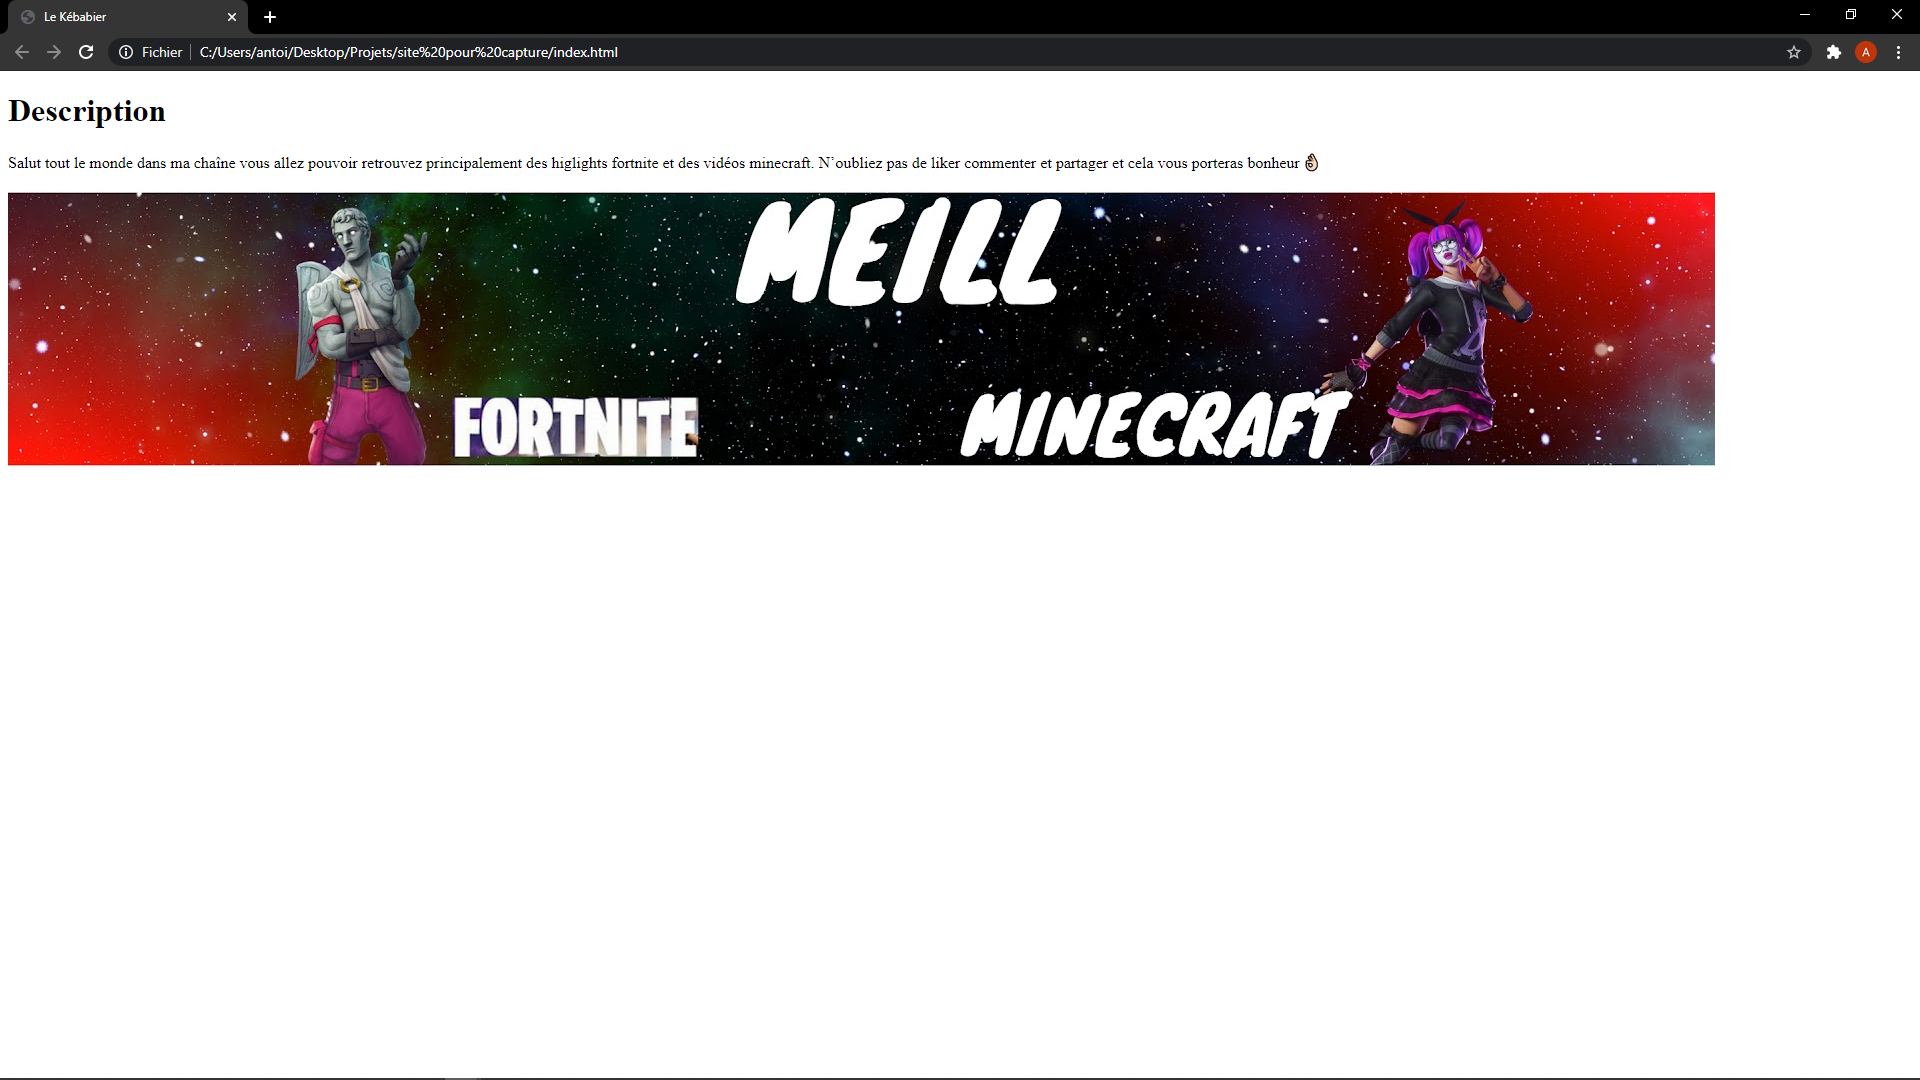 Le Kébabier
Fichier C:/Users/antoi/Desktop/Projets/site%20pour%20capture/index.html
A
Description
Salut tout le monde dans ma chaîne vous allez pouvoir retrouvez principalement des higlights fortnite et des vidéos minecraft. N’oubliez pas de liker commenter et partager et cela vous porteras bonheur 👌🏻
MEILL
FORTNITE MINECRAFT